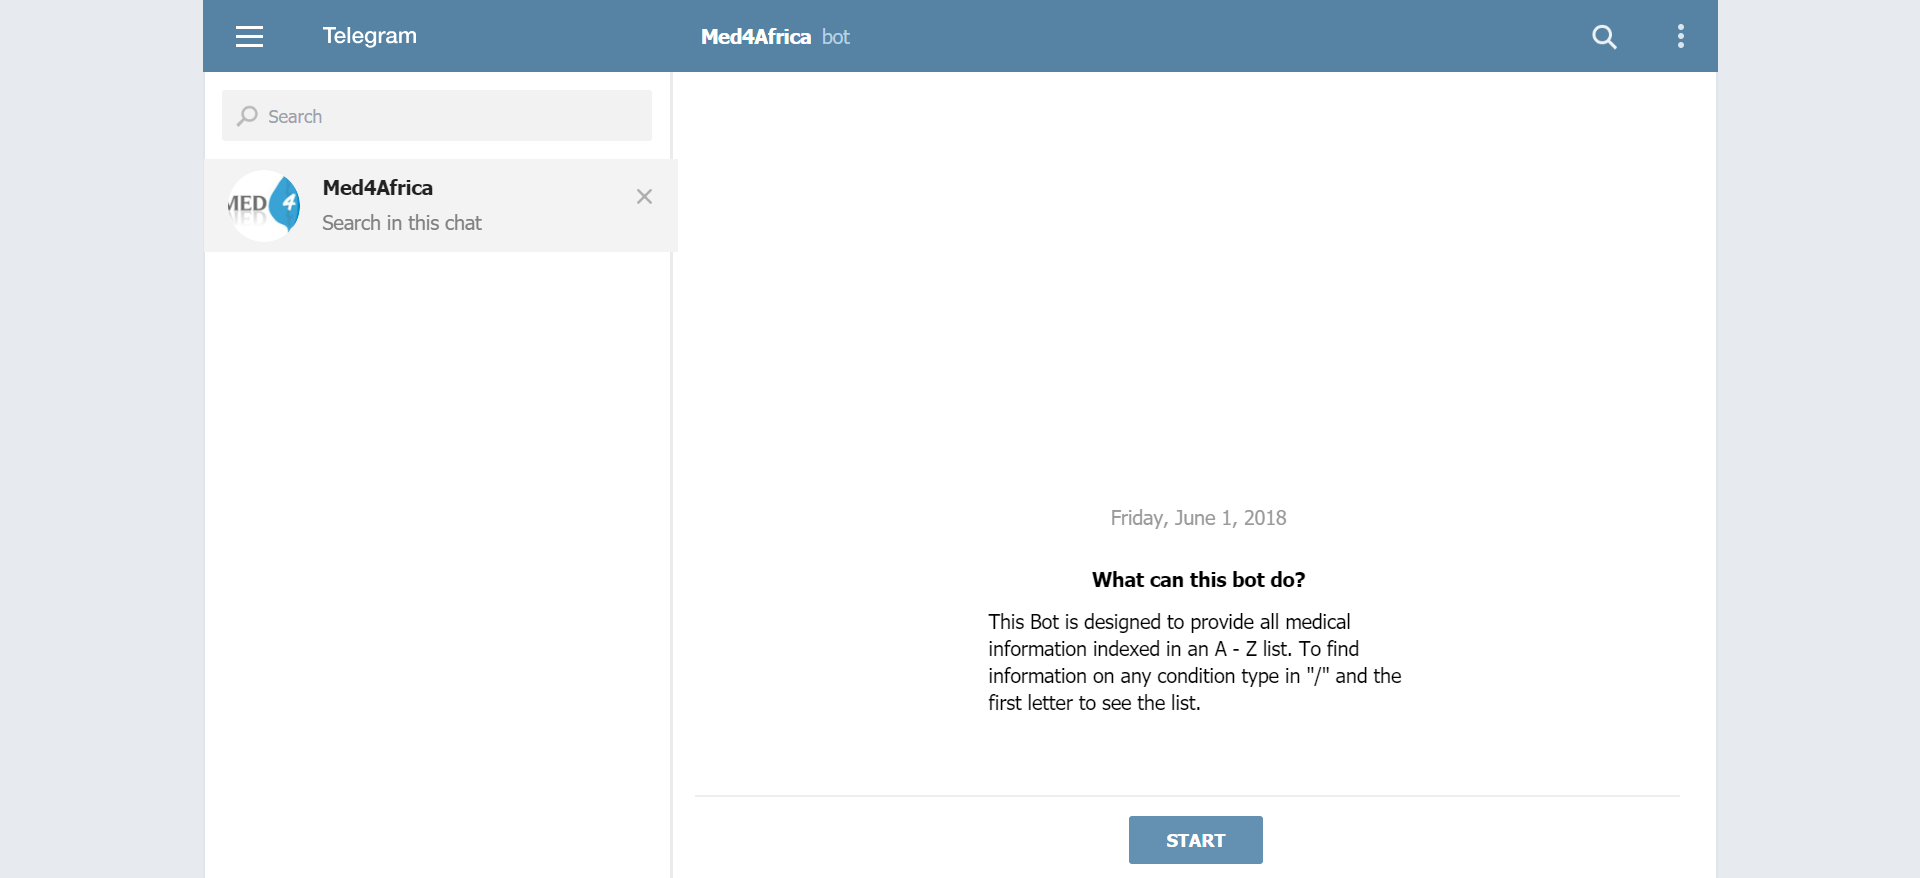 Telegram
Med4Africa bot
Search
MED 4
Med4Africa
Search in this chat
Friday, June 1, 2018
What can this bot do?
This Bot is designed to provide all medical
information indexed in an A - Z list. To find
information on any condition type in "/" and the
first letter to see the list.
START